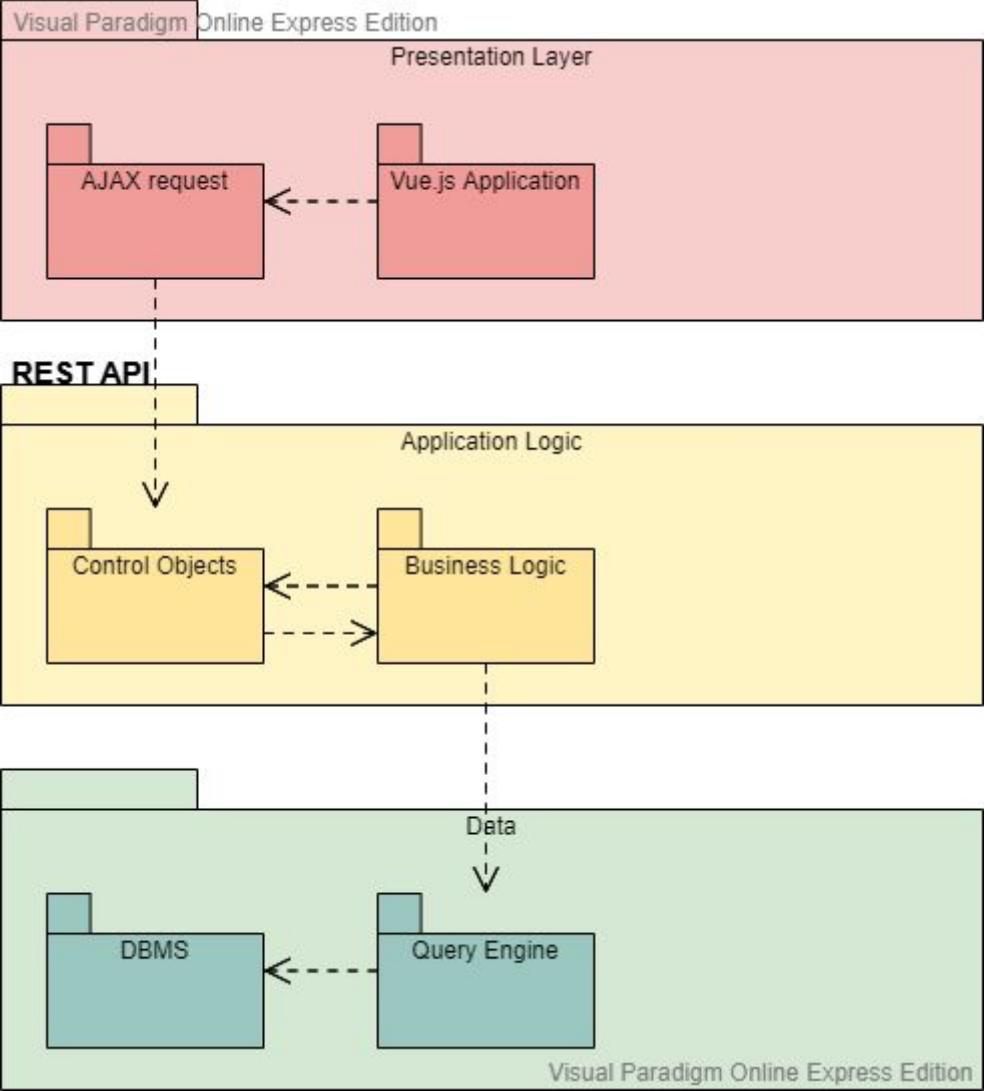 Visual Paradigm Online Express Edition
Presentation Layer
AJAX request
Vue.js Application
REST API
Application Logic
Control Objects
Business Logic
Data
DBMS
Query Engine
Visual Paradigm Online Express Edition